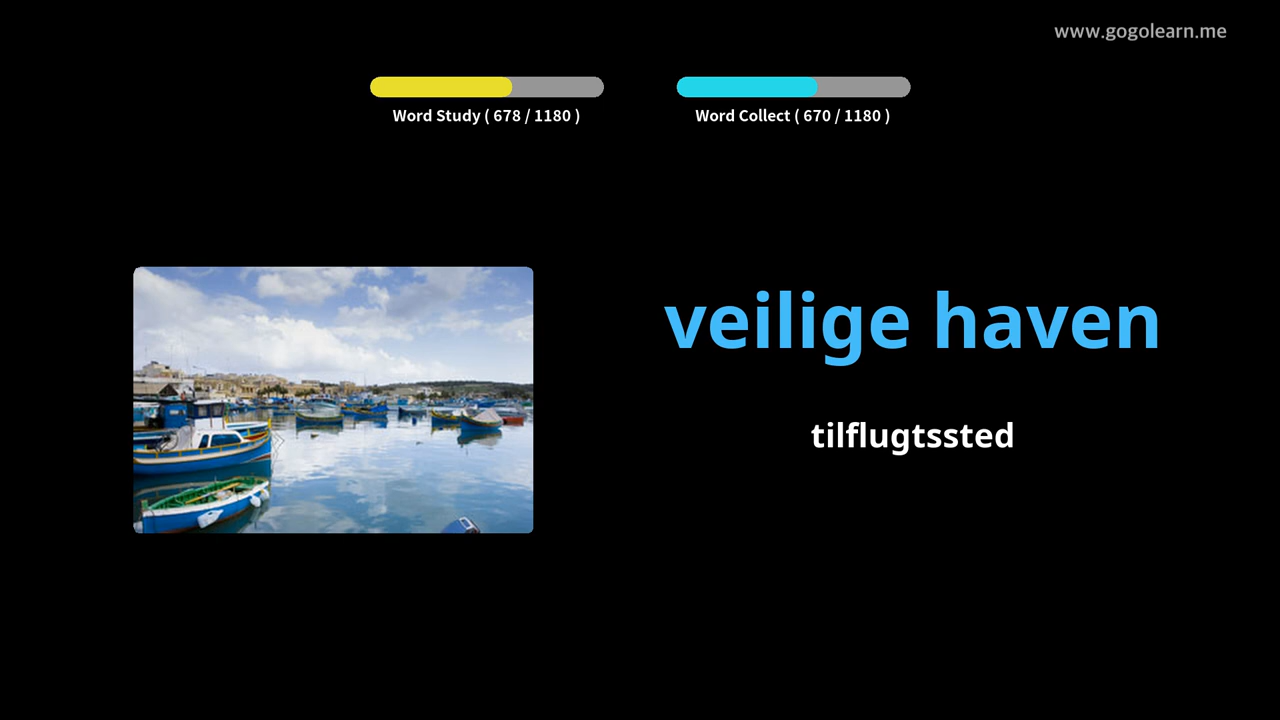 www.gogolearn.me
Word Study ( 678 / 1180 )
Word Collect ( 670 / 1180 )
veilige haven
tilflugtssted